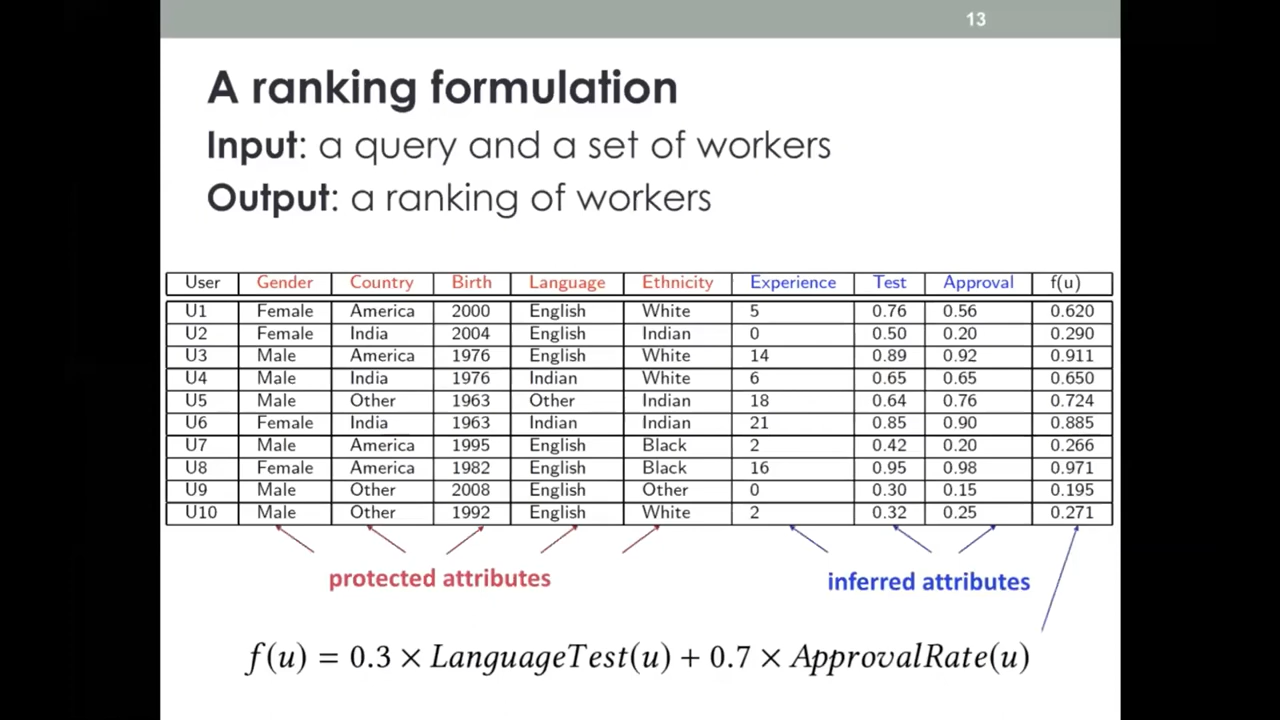 13
A ranking formulation
Input: a query and a set of workers
Output: a ranking of workers
User Gender Country Birth Language Ethnicity Experience Test Approval f(u)
U1 Female America 2000 English White 5 0.76 0.56 0.620
U2 Female India 2004 English Indian 0 0.50 0.20 0.290
U3 Male America 1976 English White 14 0.89 0.92 0.911
U4 Male India 1976 Indian White 6 0.65 0.65 0.650
U5 Male Other 1963 Other Indian 18 0.64 0.76 0.724
U6 Female India 1963 Indian Indian 21 0.85 0.90 0.885
U7 Male America 1995 English Black 2 0.42 0.20 0.266
U8 Female America 1982 English Black 16 0.95 0.98 0.971
U9 Male Other 2008 English Other 0 0.30 0.15 0.195
U10 Male Other 1992 English White 2 0.32 0.25 0.271
protected attributes inferred attributes
f(u) = 0.3 × LanguageTest(u) + 0.7 × ApprovalRate(u)